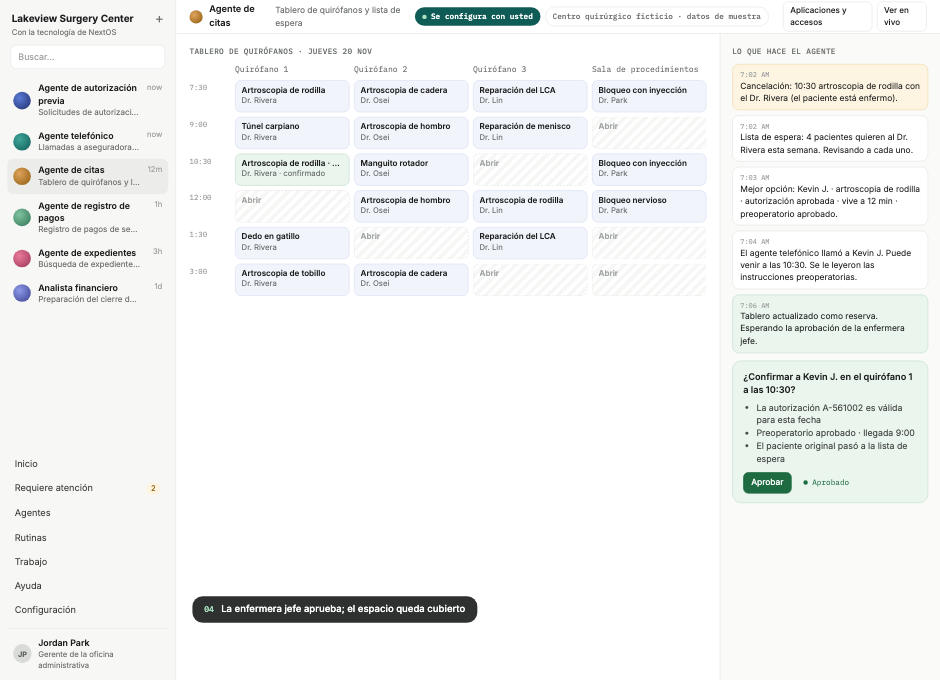 Lakeview Surgery Center
+
Con la tecnología de NextOS
Buscar...
Agente de autorización previa
now
Solicitudes de autorizaci...
Agente telefónico
now
Llamadas a aseguradora...
Agente de citas
12m
Tablero de quirófanos y l...
Agente de registro de pagos
1h
Registro de pagos de se...
Agente de expedientes
3h
Búsqueda de expediente...
Analista financiero
1d
Preparación del cierre d...
Inicio
Requiere atención
2
Agentes
Rutinas
Trabajo
Ayuda
Configuración
JP
Jordan Park
Gerente de la oficina administrativa
Agente de citas
Tablero de quirófanos y lista de espera
Se configura con usted
Centro quirúrgico ficticio · datos de muestra
Aplicaciones y accesos
Ver en vivo
TABLERO DE QUIRÓFANOS · JUEVES 20 NOV
Quirófano 1
Quirófano 2
Quirófano 3
Sala de procedimientos
7:30
Artroscopia de rodilla
Dr. Rivera
Artroscopia de cadera
Dr. Osei
Reparación del LCA
Dr. Lin
Bloqueo con inyección
Dr. Park
9:00
Túnel carpiano
Dr. Rivera
Artroscopia de hombro
Dr. Osei
Reparación de menisco
Dr. Lin
Abrir
10:30
Artroscopia de rodilla · ...
Dr. Rivera · confirmado
Manguito rotador
Dr. Osei
Abrir
Bloqueo con inyección
Dr. Park
12:00
Abrir
Artroscopia de hombro
Dr. Osei
Artroscopia de rodilla
Dr. Lin
Bloqueo nervioso
Dr. Park
1:30
Dedo en gatillo
Dr. Rivera
Abrir
Reparación del LCA
Dr. Lin
Abrir
3:00
Artroscopia de tobillo
Dr. Rivera
Artroscopia de cadera
Dr. Osei
Abrir
Abrir
04 La enfermera jefe aprueba; el espacio queda cubierto
LO QUE HACE EL AGENTE
7:02 AM
Cancelación: 10:30 artroscopia de rodilla con
el Dr. Rivera (el paciente está enfermo).
7:02 AM
Lista de espera: 4 pacientes quieren al Dr.
Rivera esta semana. Revisando a cada uno.
7:03 AM
Mejor opción: Kevin J. · artroscopia de rodilla
· autorización aprobada · vive a 12 min ·
preoperatorio aprobado.
7:04 AM
El agente telefónico llamó a Kevin J. Puede
venir a las 10:30. Se le leyeron las
instrucciones preoperatorias.
7:06 AM
Tablero actualizado como reserva.
Esperando la aprobación de la enfermera
jefe.
¿Confirmar a Kevin J. en el quirófano 1
a las 10:30?
• La autorización A-561002 es válida
para esta fecha
• Preoperatorio aprobado · llegada 9:00
• El paciente original pasó a la lista de
espera
Aprobar
Aprobado